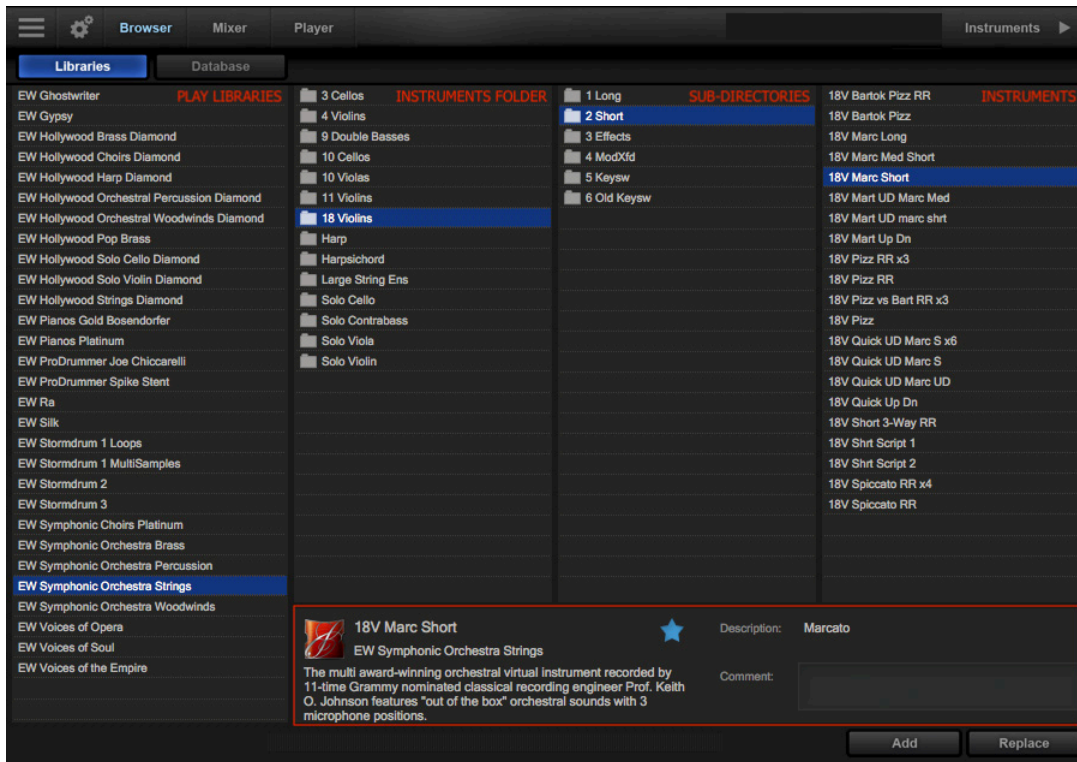 Browser
Mixer
Player
Instruments
Libraries
Database
PLAY LIBRARIES
EW Ghostwriter
EW Gypsy
EW Hollywood Brass Diamond
EW Hollywood Choirs Diamond
EW Hollywood Harp Diamond
EW Hollywood Orchestral Percussion Diamond
EW Hollywood Orchestral Woodwinds Diamond
EW Hollywood Pop Brass
EW Hollywood Solo Cello Diamond
EW Hollywood Solo Violin Diamond
EW Hollywood Strings Diamond
EW Pianos Gold Bosendorfer
EW Pianos Platinum
EW ProDrummer Joe Chiccarelli
EW ProDrummer Spike Stent
EW Ra
EW Silk
EW Stormdrum 1 Loops
EW Stormdrum 1 MultiSamples
EW Stormdrum 2
EW Stormdrum 3
EW Symphonic Choirs Platinum
EW Symphonic Orchestra Brass
EW Symphonic Orchestra Percussion
EW Symphonic Orchestra Strings
EW Symphonic Orchestra Woodwinds
EW Voices of Opera
EW Voices of Soul
EW Voices of the Empire
INSTRUMENTS FOLDER
3 Cellos
4 Violins
9 Double Basses
10 Cellos
10 Violas
11 Violins
18 Violins
Harp
Harpsichord
Large String Ens
Solo Cello
Solo Contrabass
Solo Viola
Solo Violin
SUB-DIRECTORIES
1 Long
2 Short
3 Effects
4 ModXfd
5 Keysw
6 Old Keysw
INSTRUMENTS
18V Bartok Pizz RR
18V Bartok Pizz
18V Marc Long
18V Marc Med Short
18V Marc Short
18V Mart UD Marc Med
18V Mart UD marc shrt
18V Mart Up Dn
18V Pizz RR x3
18V Pizz RR
18V Pizz vs Bart RR x3
18V Pizz
18V Quick UD Marc S x6
18V Quick UD Marc S
18V Quick UD Marc UD
18V Quick Up Dn
18V Short 3-Way RR
18V Shrt Script 1
18V Shrt Script 2
18V Spiccato RR x4
18V Spiccato RR
18V Marc Short
EW Symphonic Orchestra Strings
The multi award-winning orchestral virtual instrument recorded by
11-time Grammy nominated classical recording engineer Prof. Keith
O. Johnson features "out of the box" orchestral sounds with 3
microphone positions.
Description: Marcato
Comment:
Add
Replace